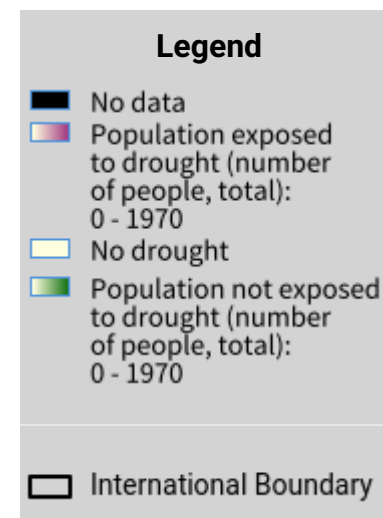 Legend
No data
Population exposed
to drought (number
of people, total):
0 - 1970
No drought
Population not exposed
to drought (number
of people, total):
0 - 1970
International Boundary